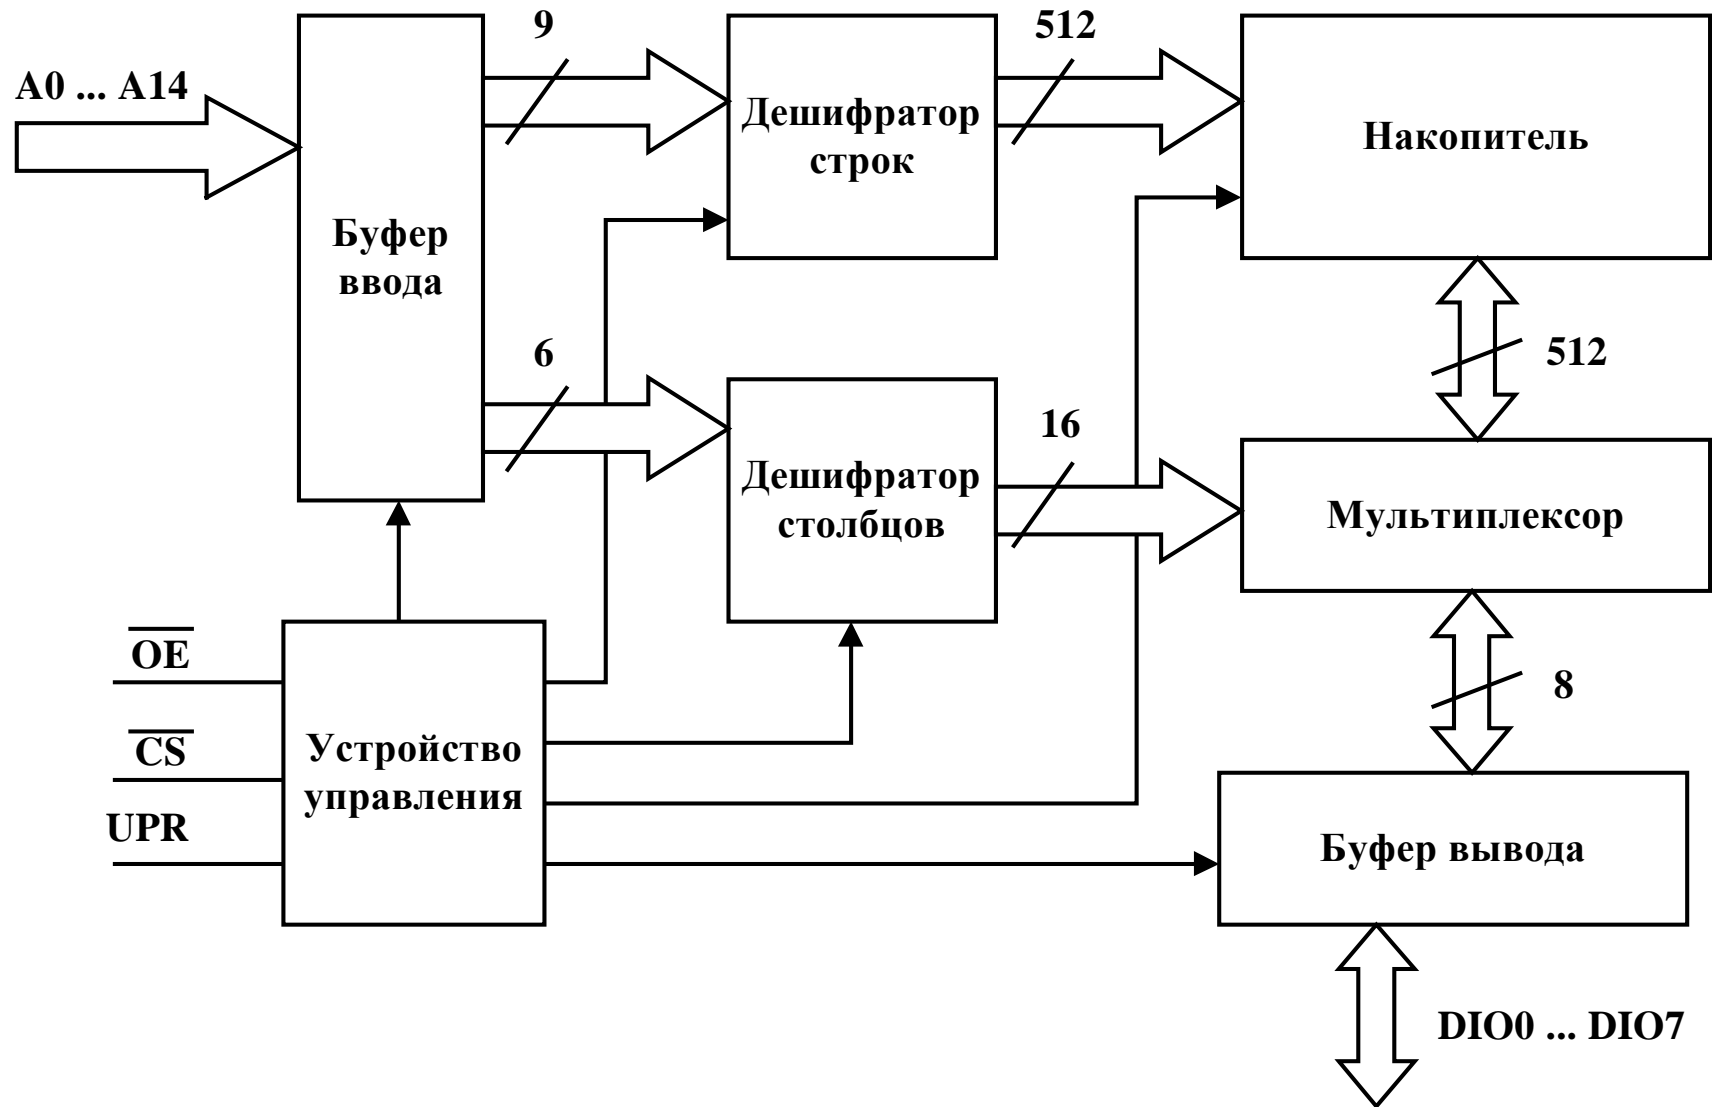 9
512
A0 ... A14
Дешифратор
строк
Накопитель
Буфер
ввода
6
512
16
Дешифратор
столбцов
Мультиплексор
OE
8
CS
Устройство
управления
UPR
Буфер вывода
DIO0 ... DIO7